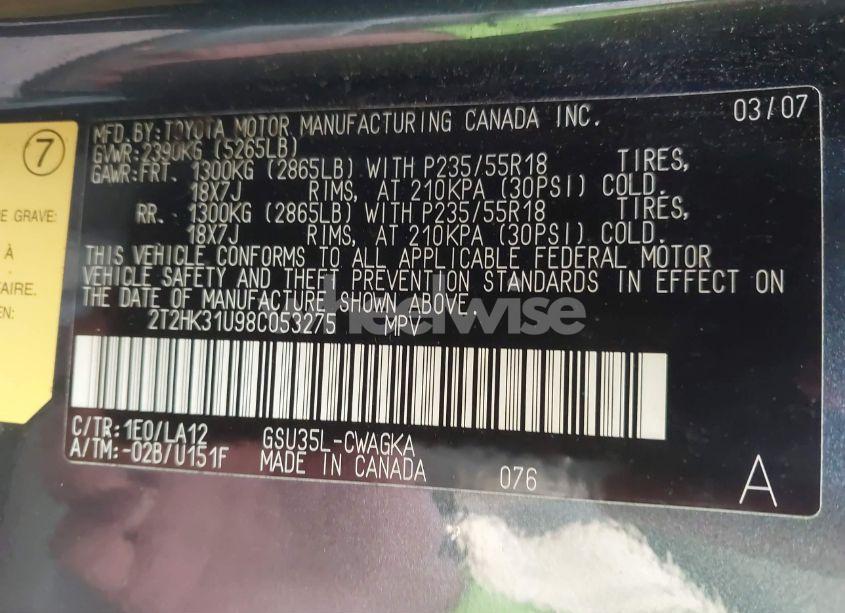 MFD. BY: TOYOTA MOTOR MANUFACTURING CANADA INC. 03/07
GVWR: 2390KG (5265LB)
GAWR: FRT. 1300KG (2865LB) WITH P235/55R18 TIRES,
18X7J RIMS, AT 210KPA (30PSI) COLD.
RR. 1300KG (2865LB) WITH P235/55R18 TIRES,
18X7J RIMS, AT 210KPA (30PSI) COLD.
THIS VEHICLE CONFORMS TO ALL APPLICABLE FEDERAL MOTOR
VEHICLE SAFETY AND THEFT PREVENTION STANDARDS IN EFFECT ON
THE DATE OF MANUFACTURE SHOWN ABOVE.
2T2HK31U98C053275 MPV
C/TR: 1E0/LA12 GSU35L-CWAGKA
A/TM: -02B/U151F MADE IN CANADA 076 A
7
E GRAVE:
À
AIRE.
EN: